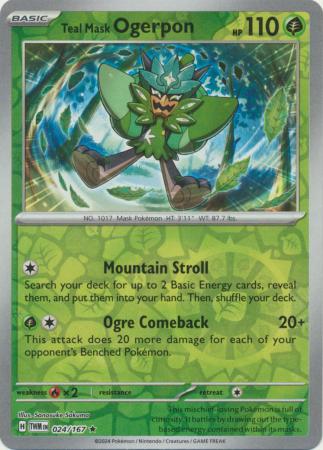 BASIC
Teal Mask Ogerpon HP 110
NO. 1017 Mask Pokémon HT: 3'11" WT: 87.7 lbs.
Mountain Stroll
Search your deck for up to 2 Basic Energy cards, reveal
them, and put them into your hand. Then, shuffle your deck.
Ogre Comeback 20+
This attack does 20 more damage for each of your
opponent's Benched Pokémon.
weakness ×2 resistance retreat
Illus. Sanosuke Sakuma
H TWM EN 024/167 ★
This mischief-loving Pokémon is full of
curiosity. It battles by drawing out the type-
based energy contained within its masks.
©2024 Pokémon / Nintendo / Creatures / GAME FREAK